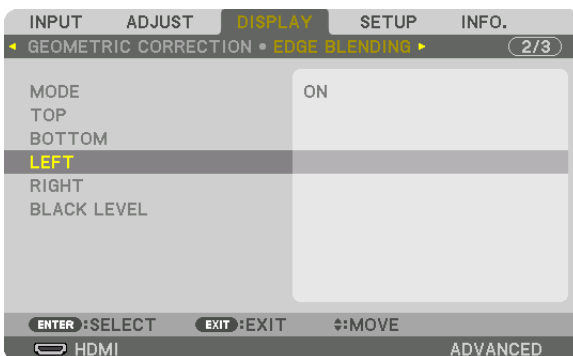 INPUT ADJUST DISPLAY SETUP INFO.
◂ GEOMETRIC CORRECTION • EDGE BLENDING ▸ 2/3
MODE ON
TOP
BOTTOM
LEFT
RIGHT
BLACK LEVEL
ENTER :SELECT EXIT :EXIT ♦:MOVE
HDMI ADVANCED